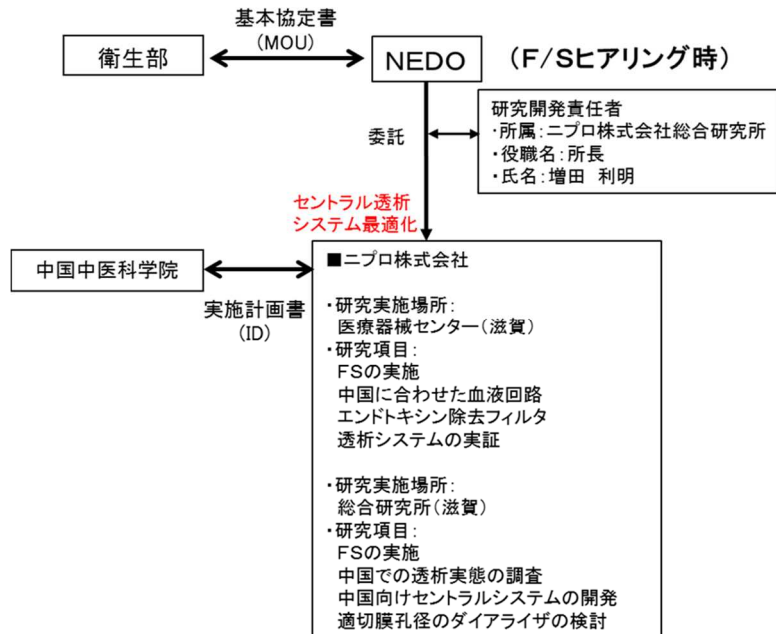 基本協定書
(MOU)
衛生部
NEDO
(F/Sヒアリング時)
研究開発責任者
・所属:ニプロ株式会社総合研究所
・役職名:所長
・氏名:増田 利明
委託
セントラル透析
システム最適化
中国中医科学院
実施計画書
(ID)
■ニプロ株式会社
・研究実施場所:
医療器械センター(滋賀)
・研究項目:
FSの実施
中国に合わせた血液回路
エンドトキシン除去フィルタ
透析システムの実証
・研究実施場所:
総合研究所(滋賀)
・研究項目:
FSの実施
中国での透析実態の調査
中国向けセントラルシステムの開発
適切膜孔径のダイアライザの検討